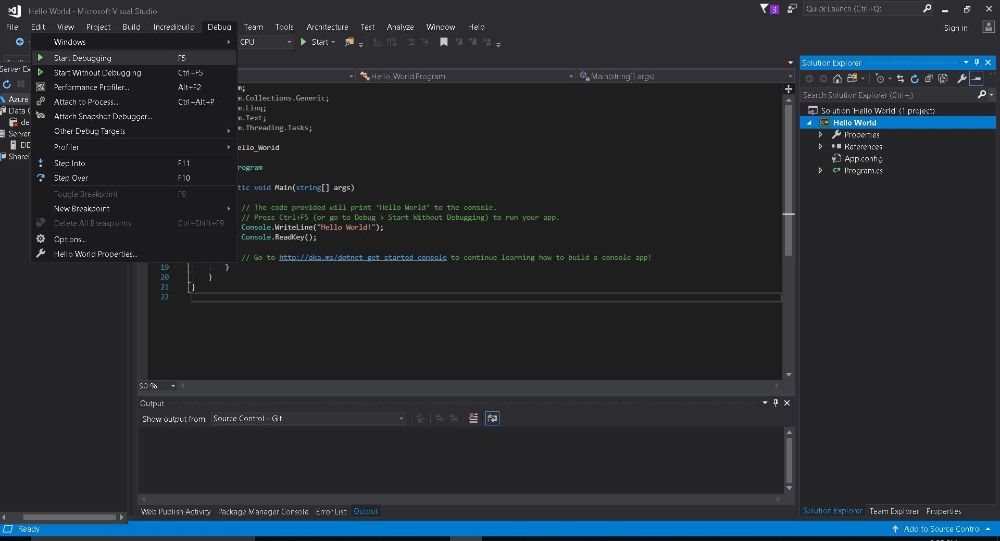 Hello World - Microsoft Visual Studio
3
Quick Launch (Ctrl+Q)
File Edit View Project Build Incredibuild Debug Team Tools Architecture Test Analyze Window Help
Sign in
CPU Start
Windows
Start Debugging F5
Start Without Debugging Ctrl+F5
Performance Profiler... Alt+F2
Attach to Process... Ctrl+Alt+P
Attach Snapshot Debugger...
Other Debug Targets
Profiler
Step Into F11
Step Over F10
Toggle Breakpoint F9
New Breakpoint
Delete All Breakpoints Ctrl+Shift+F9
Options...
Hello World Properties...
Server Ex
Azure
Data C
de
Server
DE
ShareP
Hello_World.Program
Main(string[] args)
m;
m.Collections.Generic;
m.Linq;
m.Text;
m.Threading.Tasks;
ello_World
rogram
tic void Main(string[] args)
// The code provided will print ‘Hello World’ to the console.
// Press Ctrl+F5 (or go to Debug > Start Without Debugging) to run your app.
Console.WriteLine("Hello World!");
Console.ReadKey();
// Go to http://aka.ms/dotnet-get-started-console to continue learning how to build a console app!
19 }
20 }
21 }
22
90 %
Output
Show output from: Source Control - Git
Web Publish Activity Package Manager Console Error List Output
Solution Explorer
Search Solution Explorer (Ctrl+;)
Solution 'Hello World' (1 project)
C# Hello World
Properties
References
App.config
C# Program.cs
Solution Explorer Team Explorer Properties
Ready
Add to Source Control